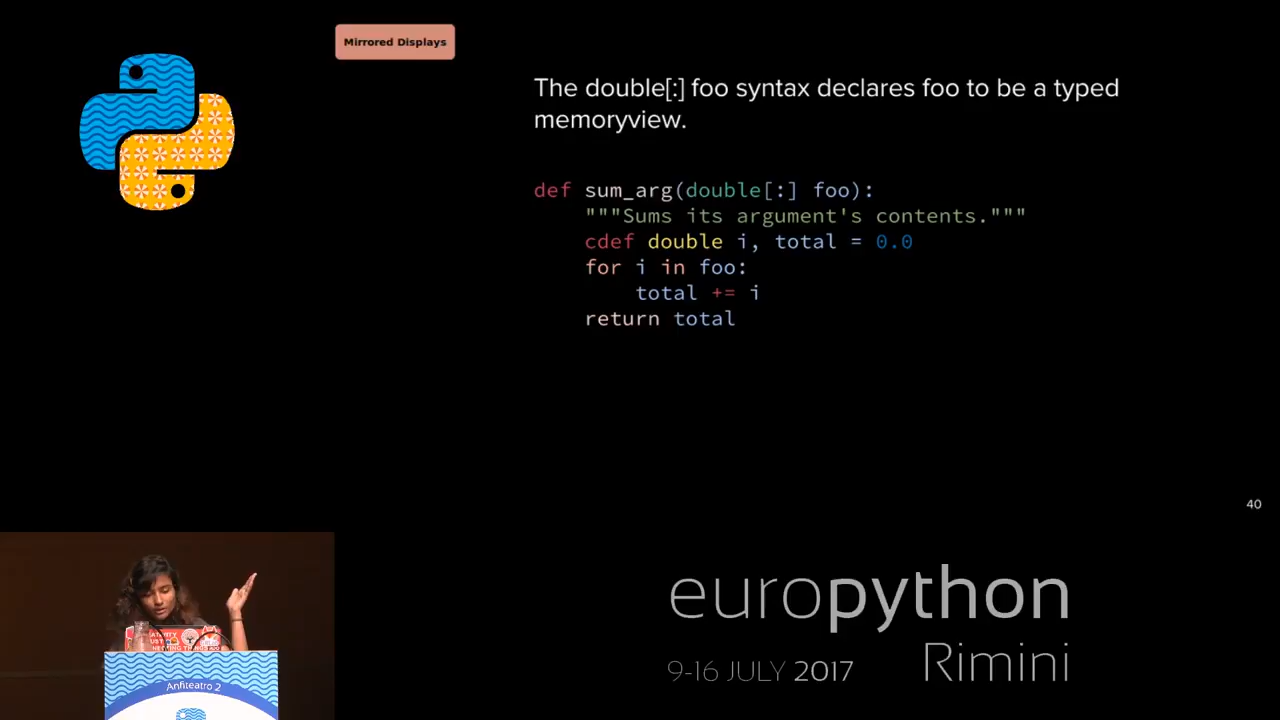 Mirrored Displays
The double[:] foo syntax declares foo to be a typed
memoryview.
def sum_arg(double[:] foo):
"""Sums its argument's contents."""
cdef double i, total = 0.0
for i in foo:
total += i
return total
40
europython
9-16 JULY 2017
Rimini
Anfiteatro 2